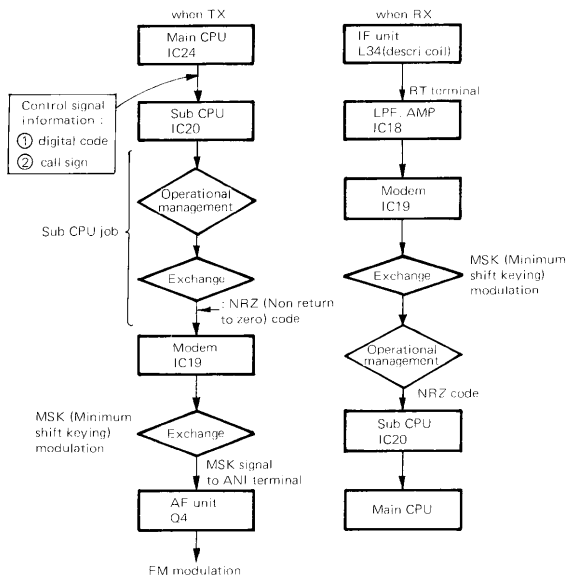 when TX
Main CPU
IC24
Control signal
information :
① digital code
② call sign
Sub CPU
IC20
Operational
management
Sub CPU job
Exchange
: NRZ (Non return
to zero) code
Modem
IC19
MSK (Minimum
shift keying)
modulation
Exchange
MSK signal
to ANI terminal
AF unit
Q4
FM modulation
when RX
IF unit
L34(descri coil)
RT terminal
LPF. AMP
IC18
Modem
IC19
Exchange
MSK (Minimum
shift keying)
modulation
Operational
management
NRZ code
Sub CPU
IC20
Main CPU